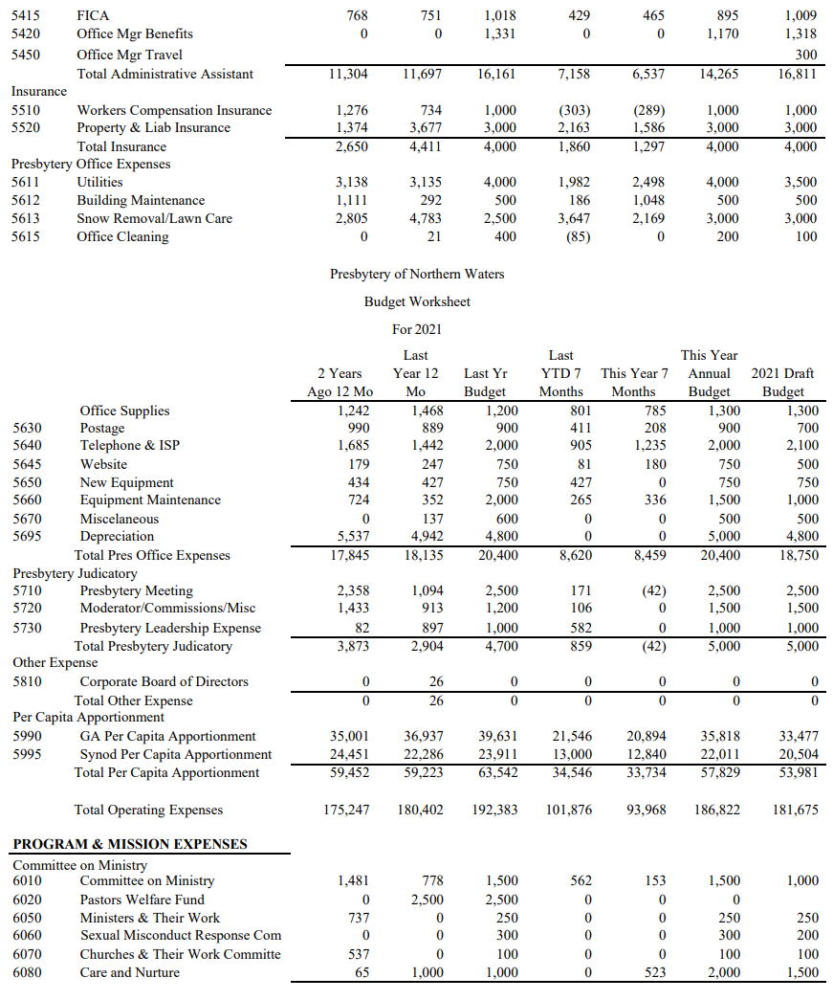 5415 FICA 768 751 1,018 429 465 895 1,009
5420 Office Mgr Benefits 0 0 1,331 0 0 1,170 1,318
5450 Office Mgr Travel 300
Total Administrative Assistant 11,304 11,697 16,161 7,158 6,537 14,265 16,811
Insurance
5510 Workers Compensation Insurance 1,276 734 1,000 (303) (289) 1,000 1,000
5520 Property & Liab Insurance 1,374 3,677 3,000 2,163 1,586 3,000 3,000
Total Insurance 2,650 4,411 4,000 1,860 1,297 4,000 4,000
Presbytery Office Expenses
5611 Utilities 3,138 3,135 4,000 1,982 2,498 4,000 3,500
5612 Building Maintenance 1,111 292 500 186 1,048 500 500
5613 Snow Removal/Lawn Care 2,805 4,783 2,500 3,647 2,169 3,000 3,000
5615 Office Cleaning 0 21 400 (85) 0 200 100
Presbytery of Northern Waters
Budget Worksheet
For 2021
Last Last This Year
2 Years Year 12 Last Yr YTD 7 This Year 7 Annual 2021 Draft
Ago 12 Mo Mo Budget Months Months Budget Budget
Office Supplies 1,242 1,468 1,200 801 785 1,300 1,300
5630 Postage 990 889 900 411 208 900 700
5640 Telephone & ISP 1,685 1,442 2,000 905 1,235 2,000 2,100
5645 Website 179 247 750 81 180 750 500
5650 New Equipment 434 427 750 427 0 750 750
5660 Equipment Maintenance 724 352 2,000 265 336 1,500 1,000
5670 Miscelaneous 0 137 600 0 0 500 500
5695 Depreciation 5,537 4,942 4,800 0 0 5,000 4,800
Total Pres Office Expenses 17,845 18,135 20,400 8,620 8,459 20,400 18,750
Presbytery Judicatory
5710 Presbytery Meeting 2,358 1,094 2,500 171 (42) 2,500 2,500
5720 Moderator/Commissions/Misc 1,433 913 1,200 106 0 1,500 1,500
5730 Presbytery Leadership Expense 82 897 1,000 582 0 1,000 1,000
Total Presbytery Judicatory 3,873 2,904 4,700 859 (42) 5,000 5,000
Other Expense
5810 Corporate Board of Directors 0 26 0 0 0 0 0
Total Other Expense 0 26 0 0 0 0 0
Per Capita Apportionment
5990 GA Per Capita Apportionment 35,001 36,937 39,631 21,546 20,894 35,818 33,477
5995 Synod Per Capita Apportionment 24,451 22,286 23,911 13,000 12,840 22,011 20,504
Total Per Capita Apportionment 59,452 59,223 63,542 34,546 33,734 57,829 53,981
Total Operating Expenses 175,247 180,402 192,383 101,876 93,968 186,822 181,675
PROGRAM & MISSION EXPENSES
Committee on Ministry
6010 Committee on Ministry 1,481 778 1,500 562 153 1,500 1,000
6020 Pastors Welfare Fund 0 2,500 2,500 0 0 0
6050 Ministers & Their Work 737 0 250 0 0 250 250
6060 Sexual Misconduct Response Com 0 0 300 0 0 300 200
6070 Churches & Their Work Committe 537 0 100 0 0 100 100
6080 Care and Nurture 65 1,000 1,000 0 523 2,000 1,500